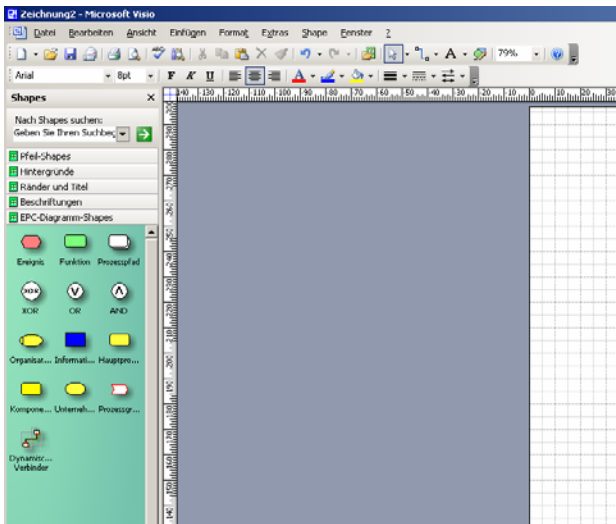 Zeichnung2 - Microsoft Visio
Datei Bearbeiten Ansicht Einfügen Format Extras Shape Fenster ?
79%
Arial 8pt F K U
Shapes
Nach Shapes suchen:
Geben Sie Ihren Suchbeg
Pfeil-Shapes
Hintergründe
Ränder und Titel
Beschriftungen
EPC-Diagramm-Shapes
Ereignis Funktion Prozesspfad
XOR
XOR OR AND
Organisat... Informati... Hauptpro...
Kompone... Unterneh... Prozessgr...
Dynamisc...
Verbinder